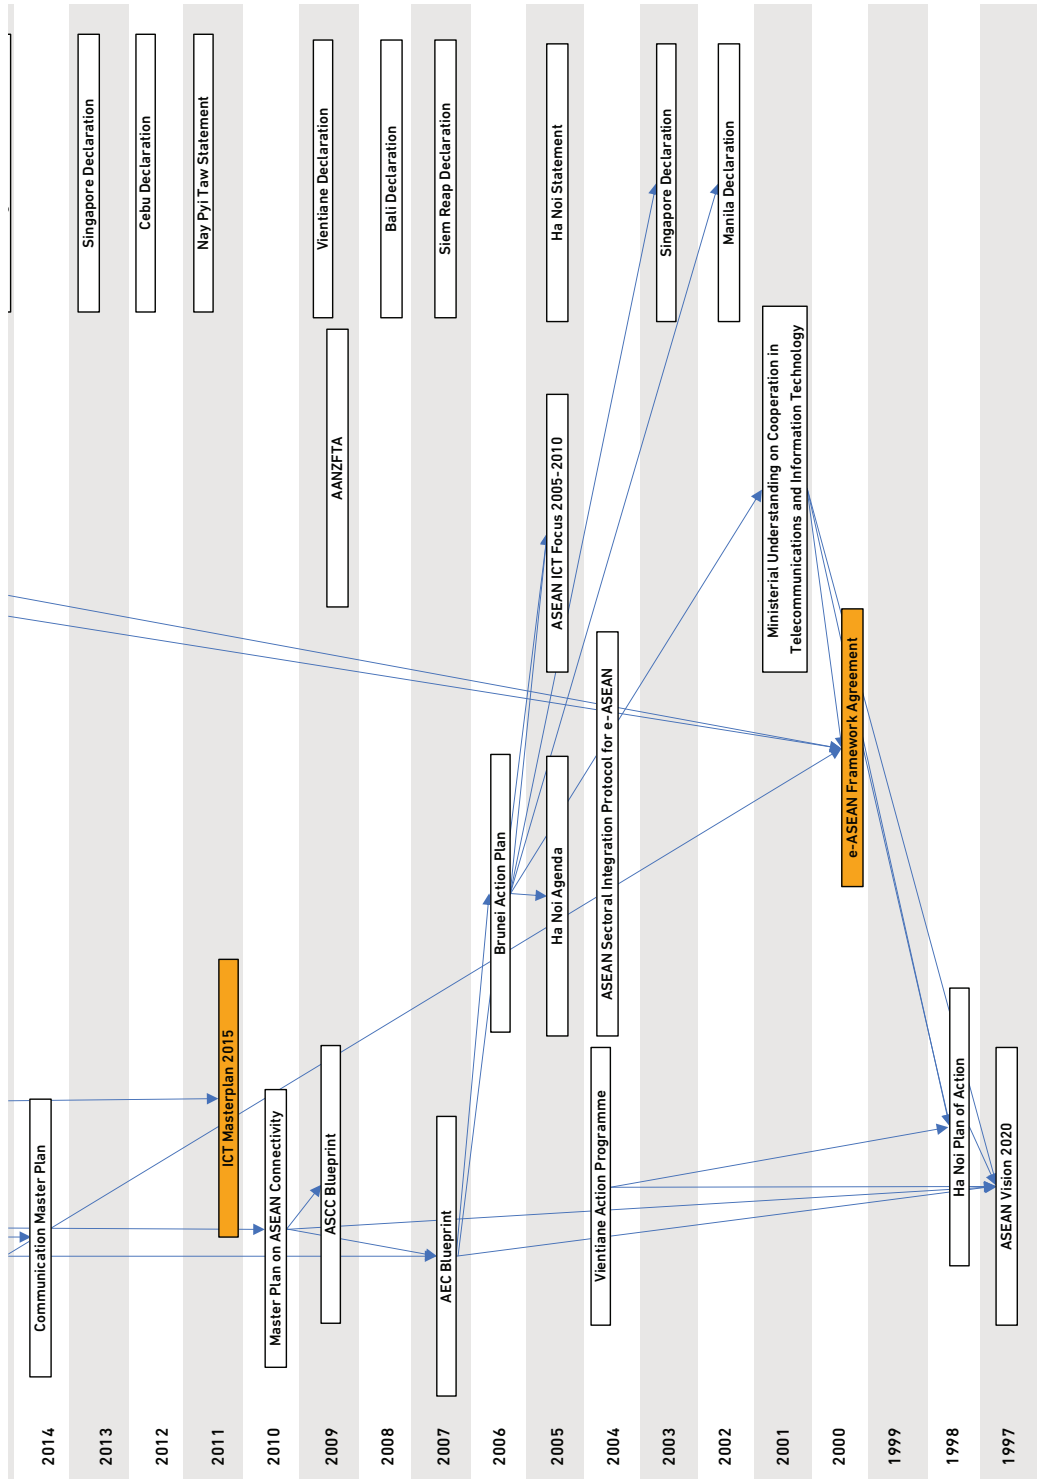 Singapore Declaration
Cebu Declaration
Nay Pyi Taw Statement
Vientiane Declaration
Bali Declaration
Siem Reap Declaration
Ha Noi Statement
Singapore Declaration
Manila Declaration
AANZFTA
ASEAN ICT Focus 2005-2010
Ministerial Understanding on Cooperation in
Telecommunications and Information Technology
ASEAN Sectoral Integration Protocol for e-ASEAN
e-ASEAN Framework Agreement
Brunei Action Plan
Ha Noi Agenda
ICT Masterplan 2015
Communication Master Plan
Master Plan on ASEAN Connectivity
ASCC Blueprint
AEC Blueprint
Vientiane Action Programme
Ha Noi Plan of Action
ASEAN Vision 2020
2014
2013
2012
2011
2010
2009
2008
2007
2006
2005
2004
2003
2002
2001
2000
1999
1998
1997